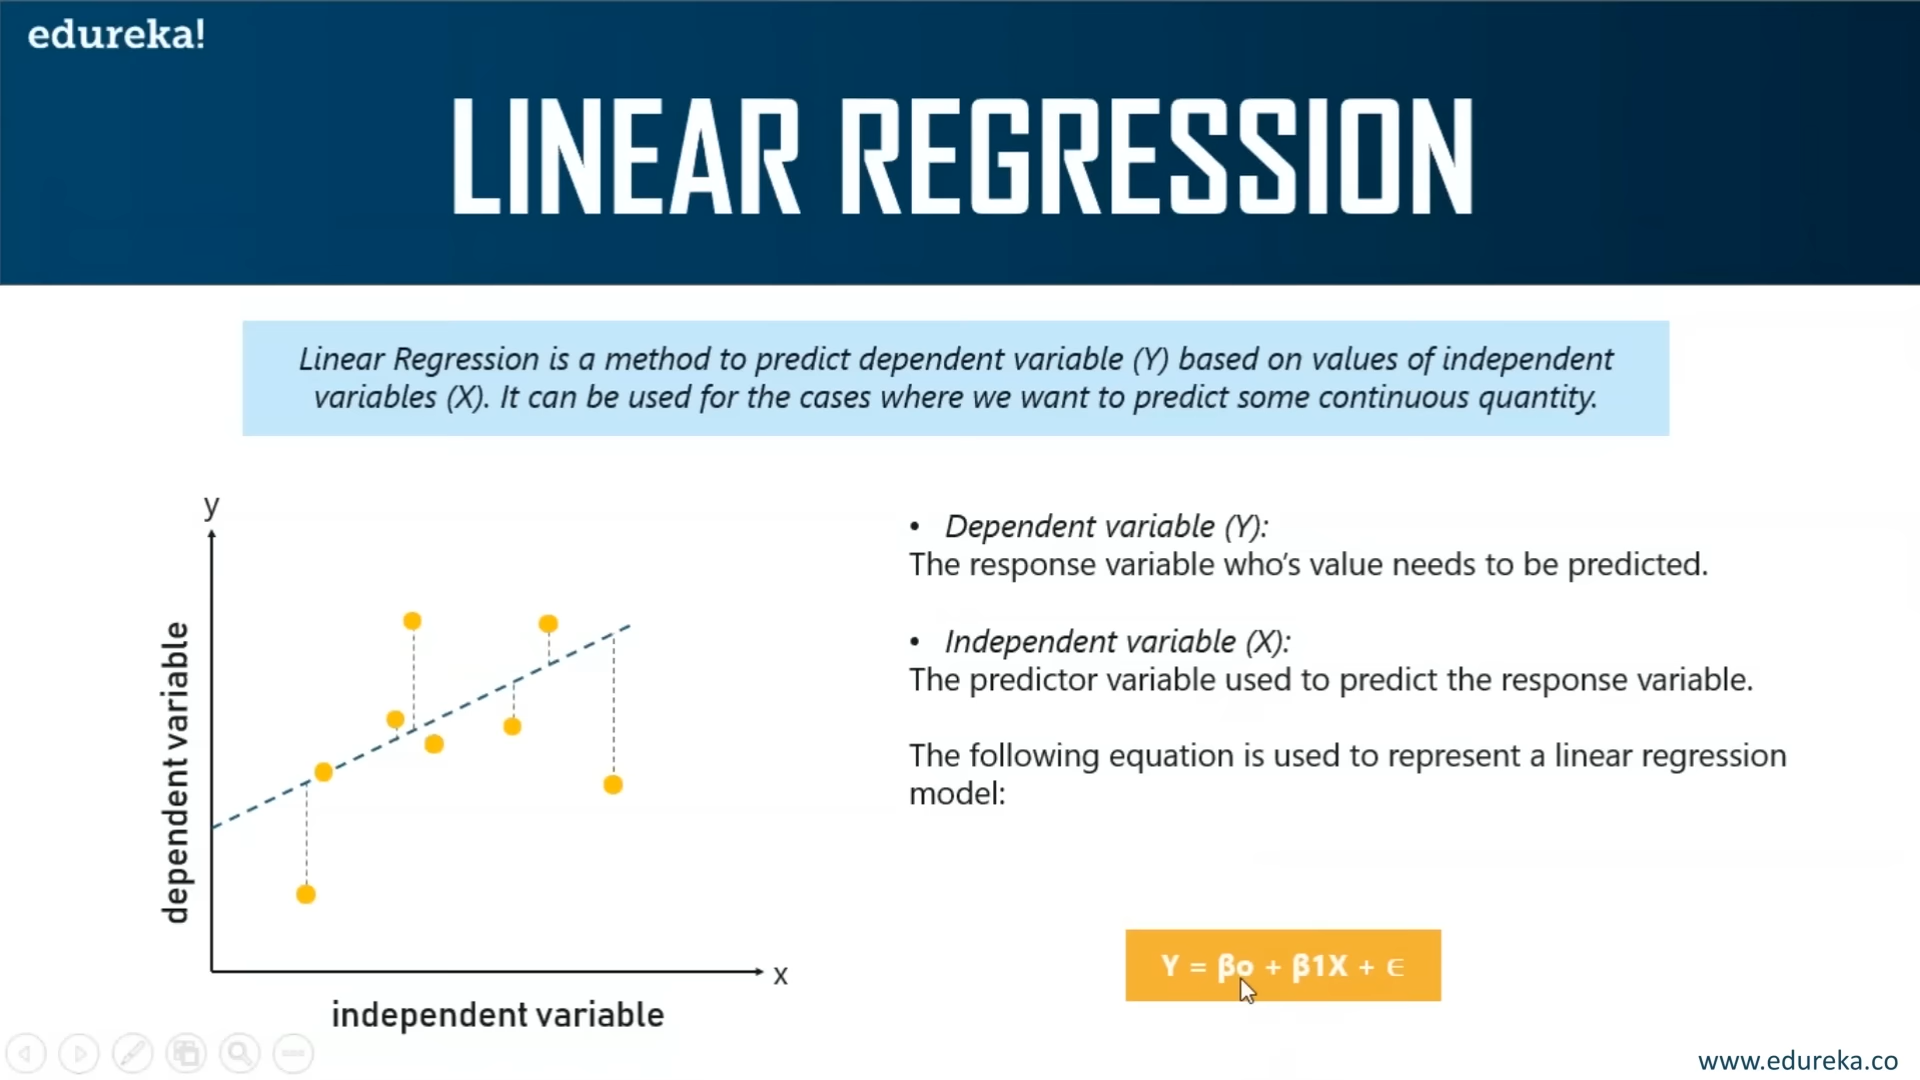 edureka!
LINEAR REGRESSION
Linear Regression is a method to predict dependent variable (Y) based on values of independent
variables (X). It can be used for the cases where we want to predict some continuous quantity.
y
dependent variable
x
independent variable
• Dependent variable (Y):
The response variable who's value needs to be predicted.
• Independent variable (X):
The predictor variable used to predict the response variable.
The following equation is used to represent a linear regression
model:
Y = βo + β1X + ϵ
www.edureka.co